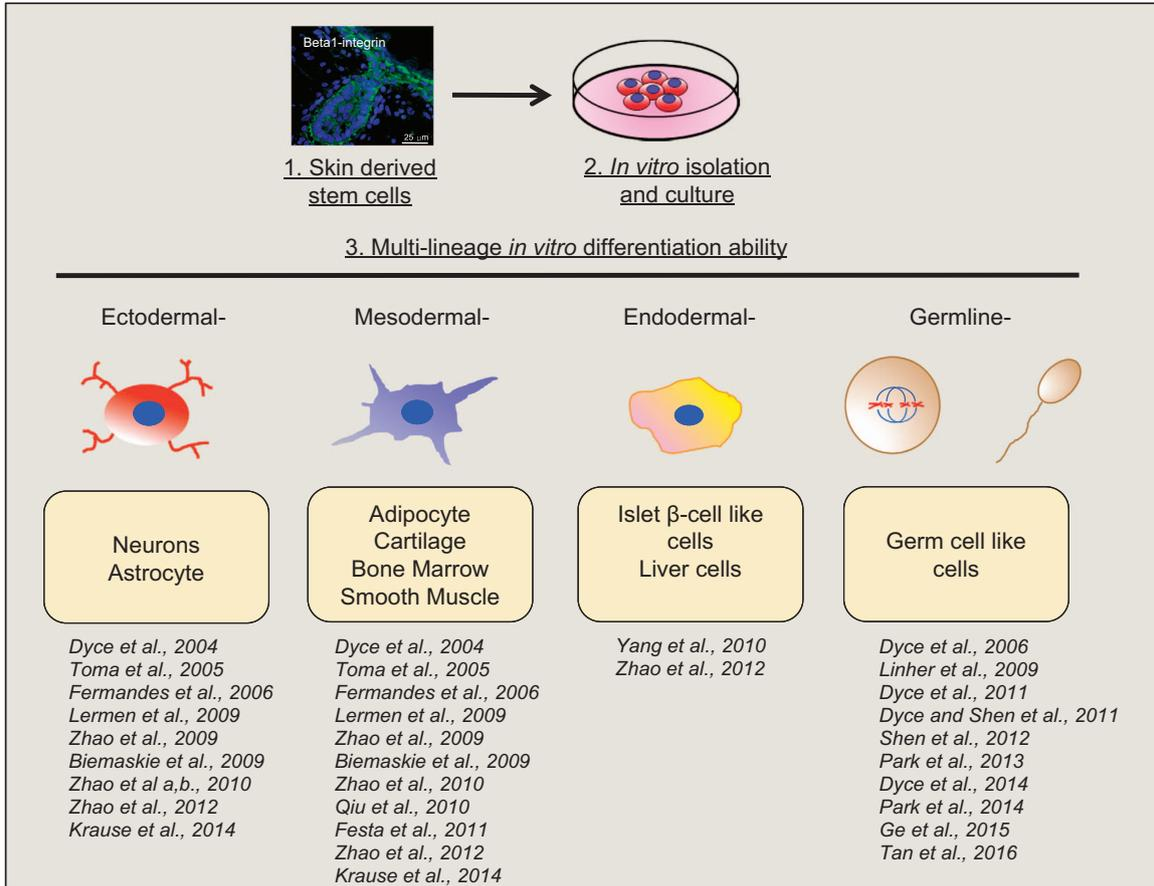 Beta1-integrin
25 µm
1. Skin derived
stem cells
2. In vitro isolation
and culture
3. Multi-lineage in vitro differentiation ability
Ectodermal-
Mesodermal-
Endodermal-
Germline-
Neurons
Astrocyte
Adipocyte
Cartilage
Bone Marrow
Smooth Muscle
Islet β-cell like
cells
Liver cells
Germ cell like
cells
Dyce et al., 2004
Toma et al., 2005
Fermandes et al., 2006
Lermen et al., 2009
Zhao et al., 2009
Biemaskie et al., 2009
Zhao et al a,b., 2010
Zhao et al., 2012
Krause et al., 2014
Dyce et al., 2004
Toma et al., 2005
Fermandes et al., 2006
Lermen et al., 2009
Zhao et al., 2009
Biemaskie et al., 2009
Zhao et al., 2010
Qiu et al., 2010
Festa et al., 2011
Zhao et al., 2012
Krause et al., 2014
Yang et al., 2010
Zhao et al., 2012
Dyce et al., 2006
Linher et al., 2009
Dyce et al., 2011
Dyce and Shen et al., 2011
Shen et al., 2012
Park et al., 2013
Dyce et al., 2014
Park et al., 2014
Ge et al., 2015
Tan et al., 2016